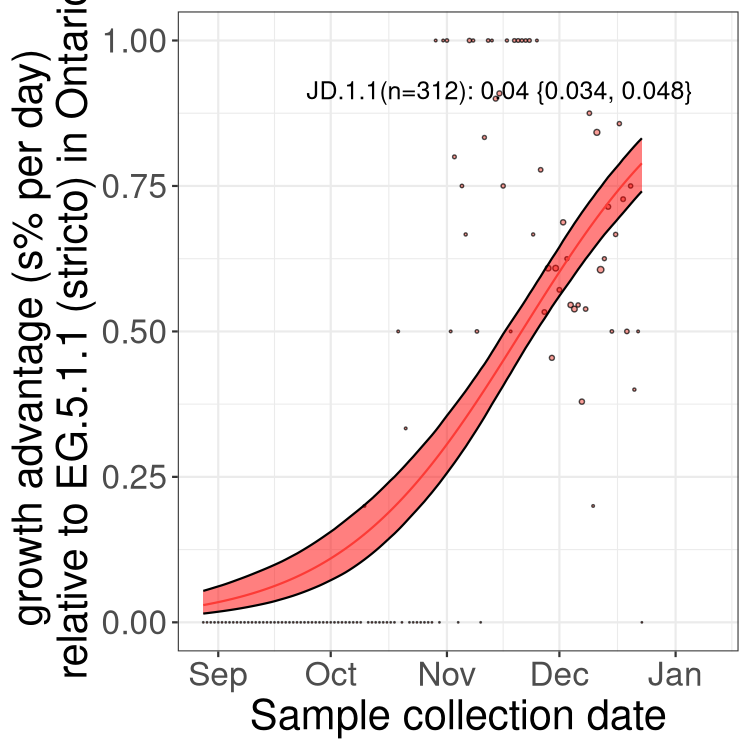 growth advantage (s% per day)
relative to EG.5.1.1 (stricto) in Ontario
1.00
0.75
0.50
0.25
0.00
JD.1.1(n=312): 0.04 {0.034, 0.048}
Sep Oct Nov Dec Jan
Sample collection date